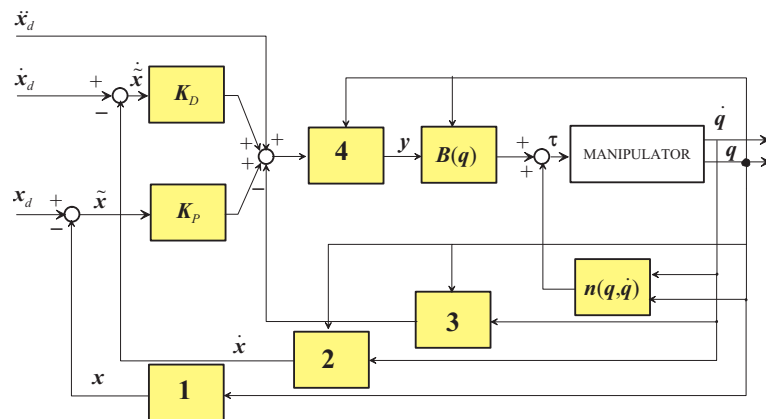 ẍ_d
ẋ_d + − x̃̇ K_D
+ + + −
4 y B(q) + + τ MANIPULATOR q̇ q
x_d + − x̃ K_P
n(q,q̇)
3
ẋ 2
x 1